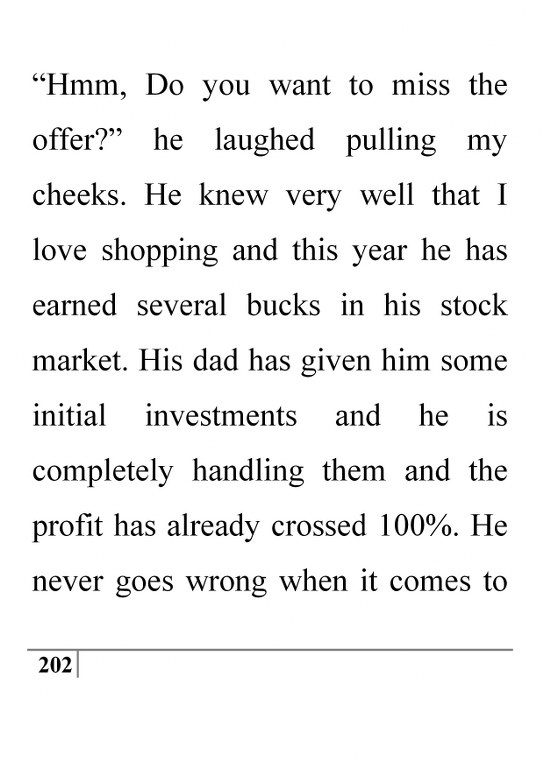 “Hmm, Do you want to miss the
offer?” he laughed pulling my
cheeks. He knew very well that I
love shopping and this year he has
earned several bucks in his stock
market. His dad has given him some
initial investments and he is
completely handling them and the
profit has already crossed 100%. He
never goes wrong when it comes to
202